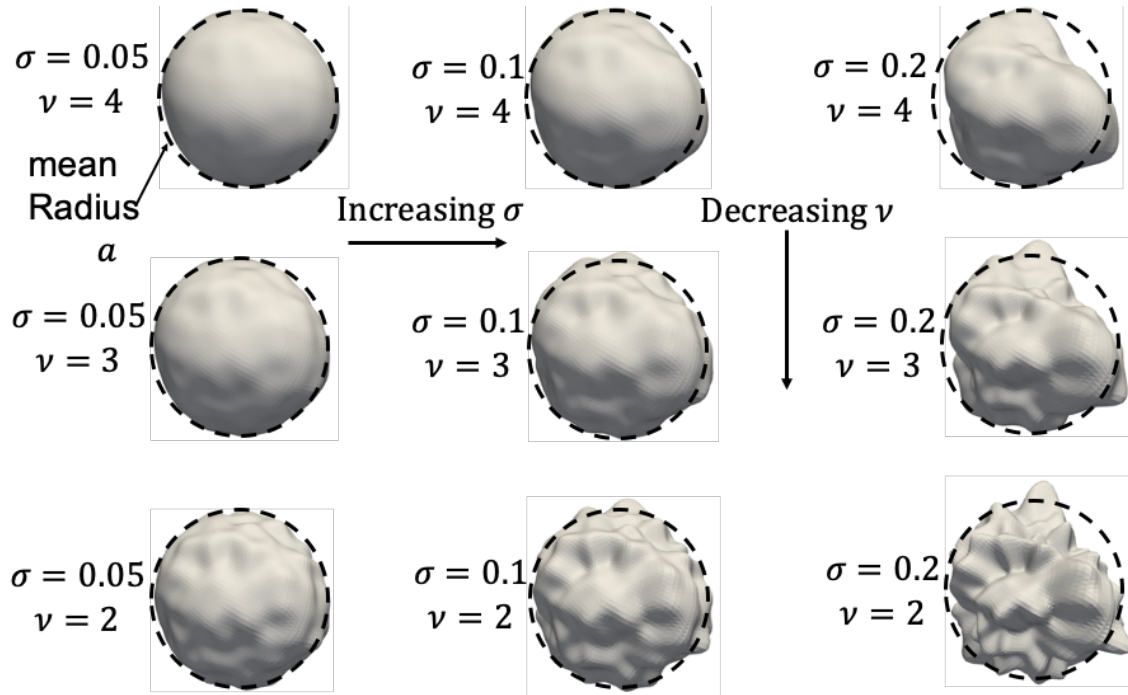 σ = 0.05
ν = 4
σ = 0.1
ν = 4
σ = 0.2
ν = 4
mean
Radius
a
Increasing σ
Decreasing ν
σ = 0.05
ν = 3
σ = 0.1
ν = 3
σ = 0.2
ν = 3
σ = 0.05
ν = 2
σ = 0.1
ν = 2
σ = 0.2
ν = 2